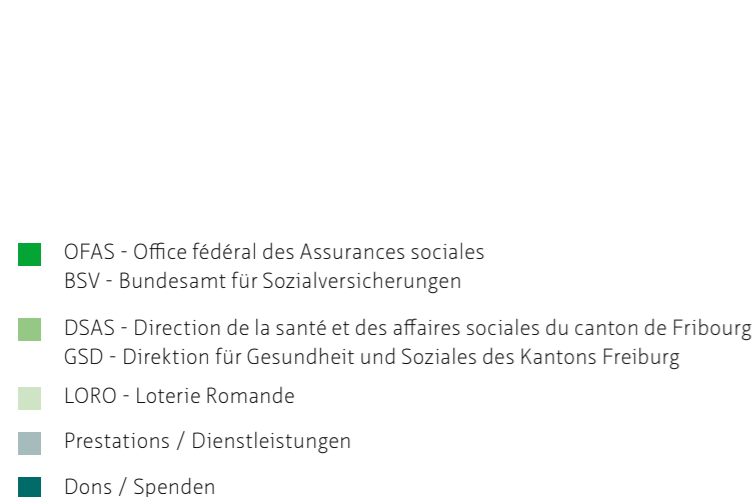 OFAS - Office fédéral des Assurances sociales
BSV - Bundesamt für Sozialversicherungen
DSAS - Direction de la santé et des affaires sociales du canton de Fribourg
GSD - Direktion für Gesundheit und Soziales des Kantons Freiburg
LORO - Loterie Romande
Prestations / Dienstleistungen
Dons / Spenden